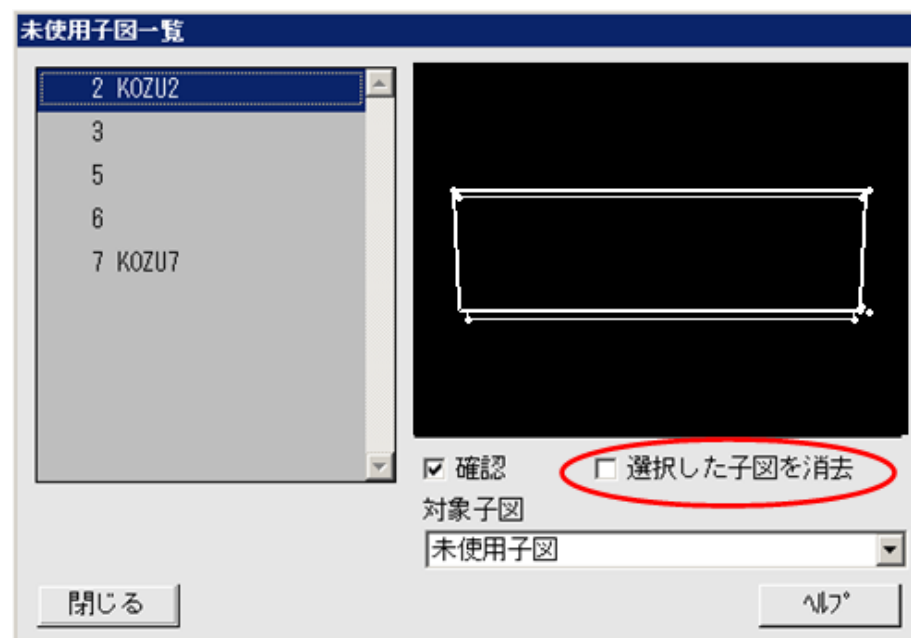 未使用子図一覧
2 KOZU2
3
5
6
7 KOZU7
確認
選択した子図を消去
対象子図
未使用子図
閉じる
ﾍﾙﾌﾟ